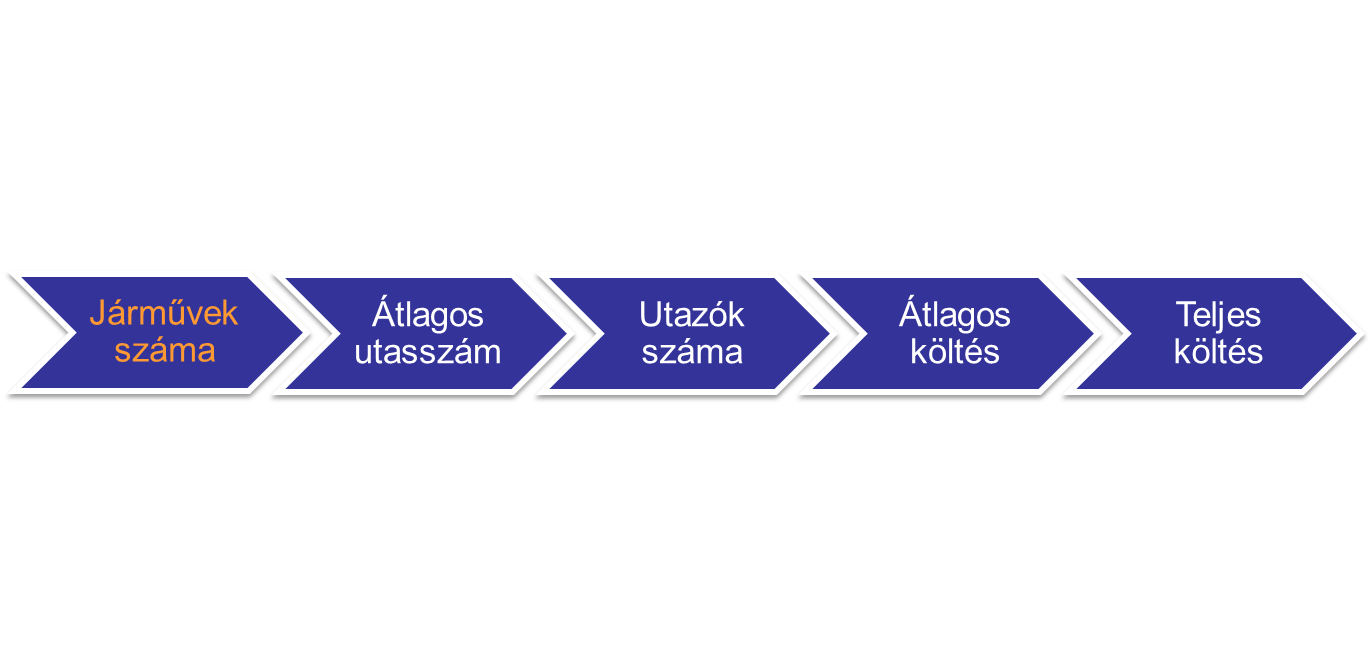 Járművek
száma
Átlagos
utasszám
Utazók
száma
Átlagos
költés
Teljes
költés